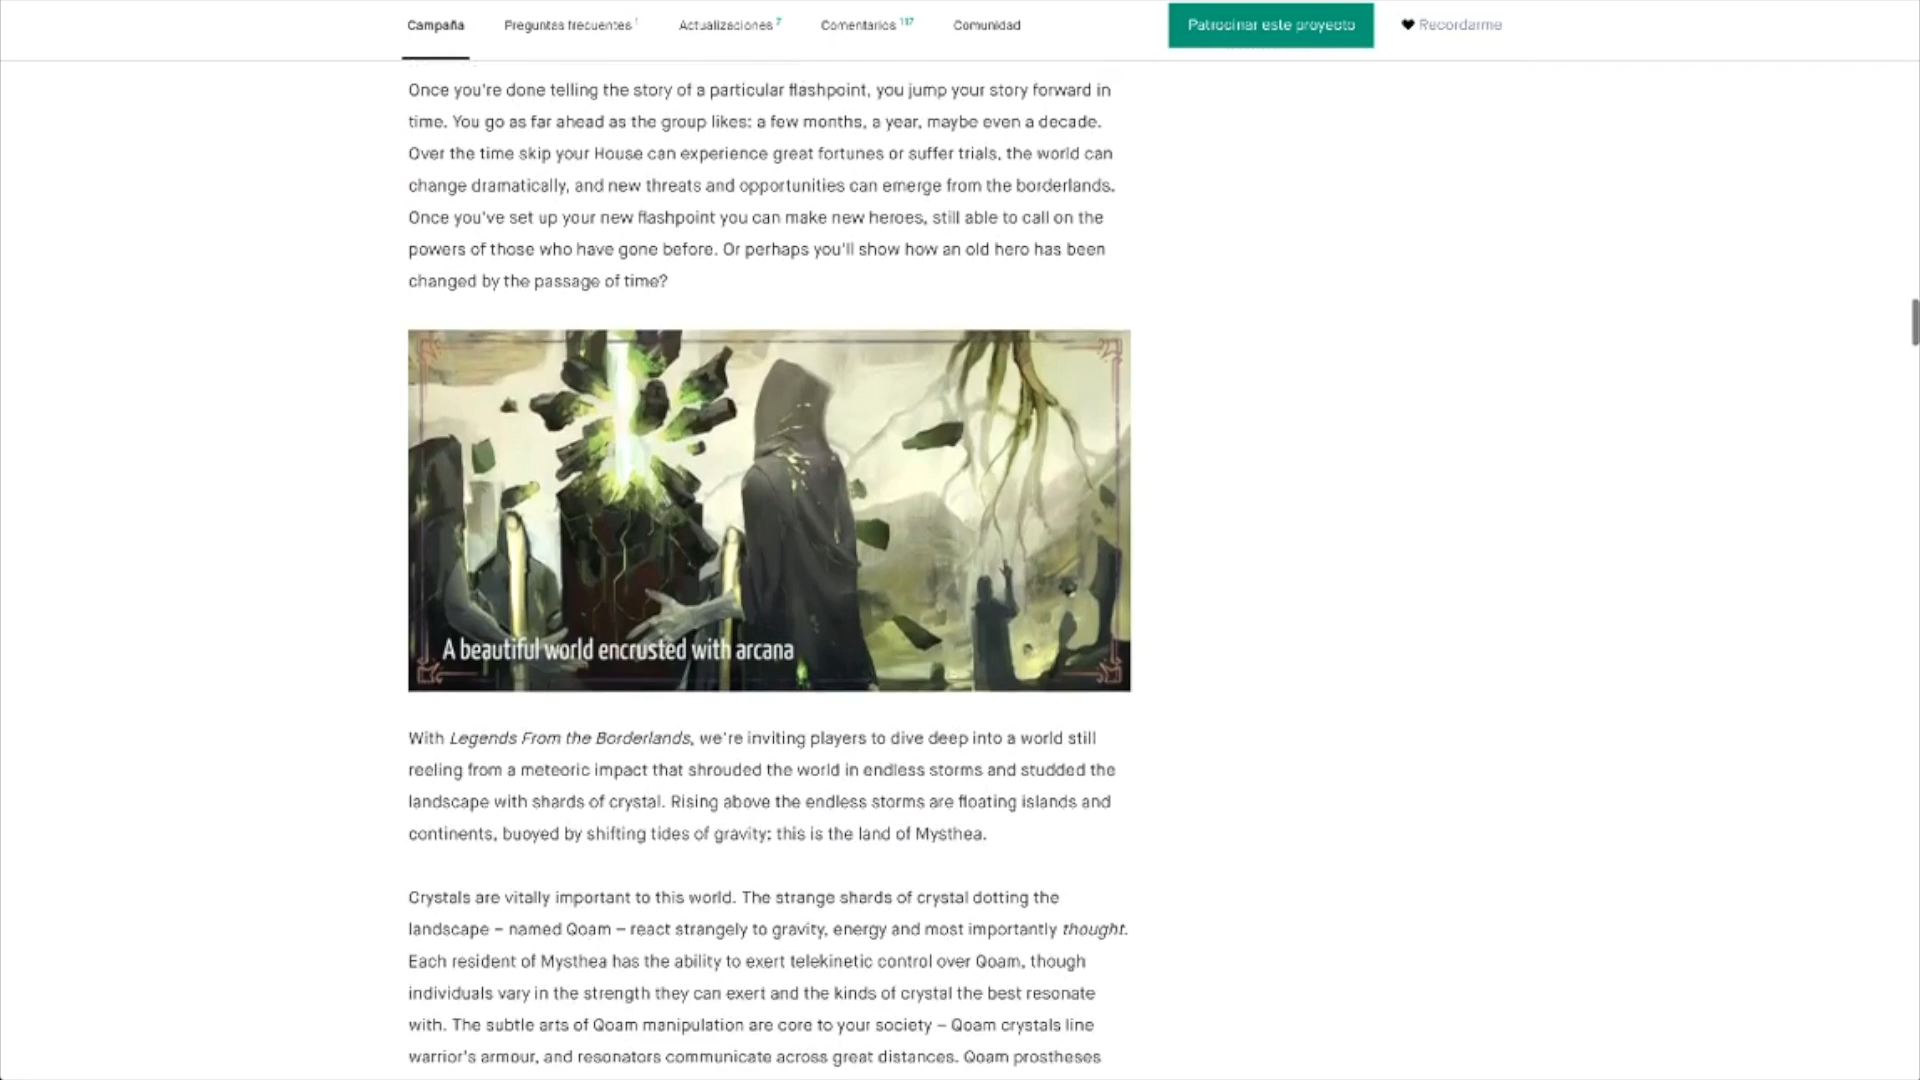 Campaña Preguntas frecuentes 1 Actualizaciones 7 Comentarios 117 Comunidad Patrocinar este proyecto Recordarme
Once you're done telling the story of a particular flashpoint, you jump your story forward in
time. You go as far ahead as the group likes: a few months, a year, maybe even a decade.
Over the time skip your House can experience great fortunes or suffer trials, the world can
change dramatically, and new threats and opportunities can emerge from the borderlands.
Once you've set up your new flashpoint you can make new heroes, still able to call on the
powers of those who have gone before. Or perhaps you'll show how an old hero has been
changed by the passage of time?
A beautiful world encrusted with arcana
With Legends From the Borderlands, we're inviting players to dive deep into a world still
reeling from a meteoric impact that shrouded the world in endless storms and studded the
landscape with shards of crystal. Rising above the endless storms are floating islands and
continents, buoyed by shifting tides of gravity; this is the land of Mysthea.
Crystals are vitally important to this world. The strange shards of crystal dotting the
landscape – named Qoam – react strangely to gravity, energy and most importantly thought.
Each resident of Mysthea has the ability to exert telekinetic control over Qoam, though
individuals vary in the strength they can exert and the kinds of crystal the best resonate
with. The subtle arts of Qoam manipulation are core to your society – Qoam crystals line
warrior's armour, and resonators communicate across great distances. Qoam prostheses